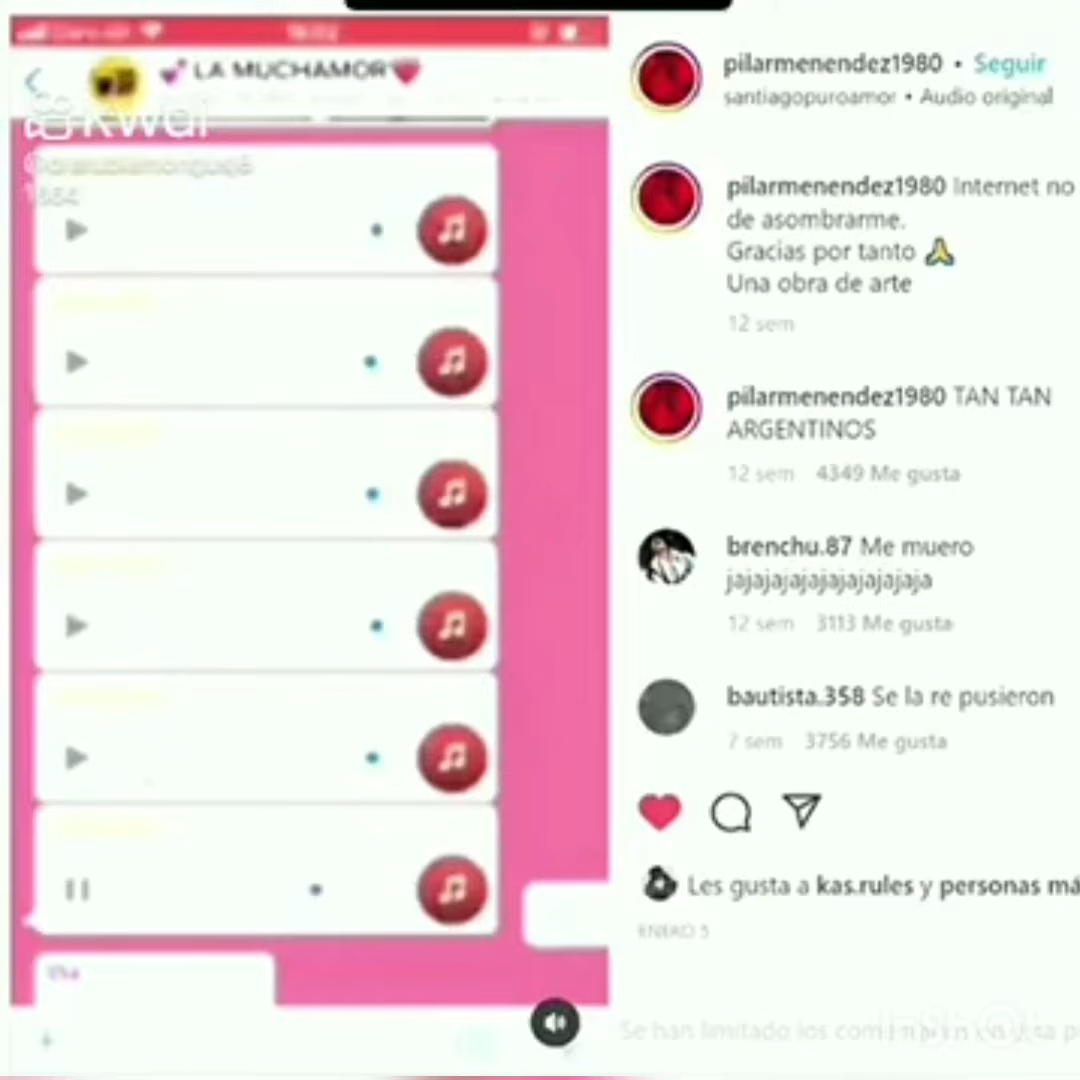 LA MUCHAMOR
Kwai
pilarmenendez1980 • Seguir
santiagopuroamor • Audio original
pilarmenendez1980 Internet no
de asombrarme.
Gracias por tanto 🙏
Una obra de arte
12 sem
pilarmenendez1980 TAN TAN
ARGENTINOS
12 sem 4349 Me gusta
brenchu.87 Me muero
jajajajajajajajajajaja
12 sem 3113 Me gusta
bautista.358 Se la re pusieron
7 sem 3756 Me gusta
Les gusta a kas.rules y personas má
ENERO 5
Se han limitado los